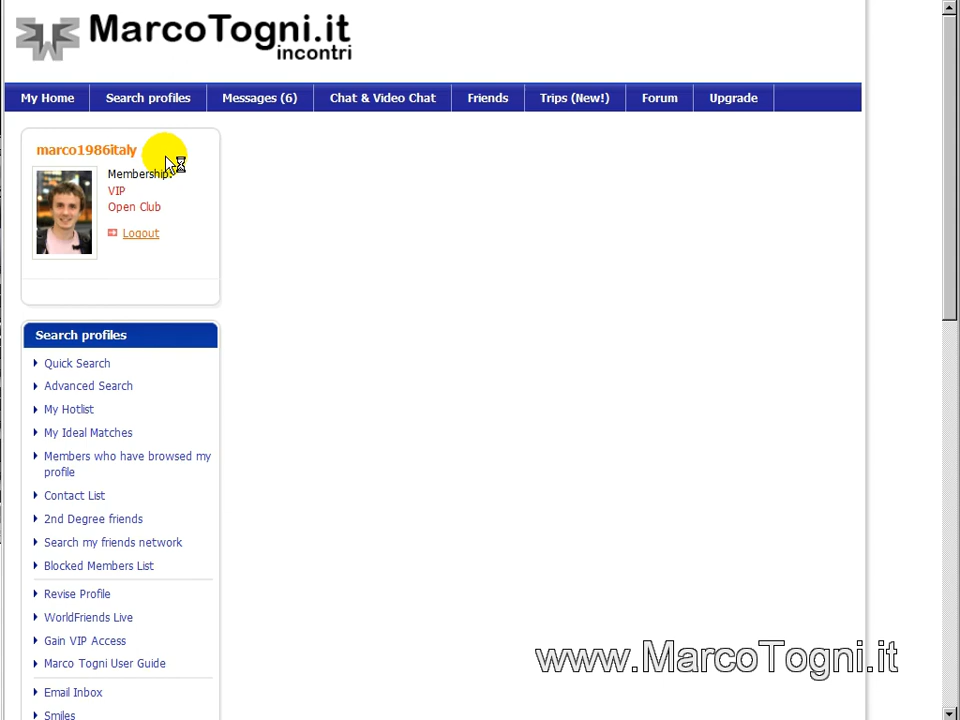 MarcoTogni.it
incontri
My Home
Search profiles
Messages (6)
Chat & Video Chat
Friends
Trips (New!)
Forum
Upgrade
marco1986italy
Membership:
VIP
Open Club
Logout
Search profiles
Quick Search
Advanced Search
My Hotlist
My Ideal Matches
Members who have browsed my
profile
Contact List
2nd Degree friends
Search my friends network
Blocked Members List
Revise Profile
WorldFriends Live
Gain VIP Access
Marco Togni User Guide
Email Inbox
Smiles
www.MarcoTogni.it